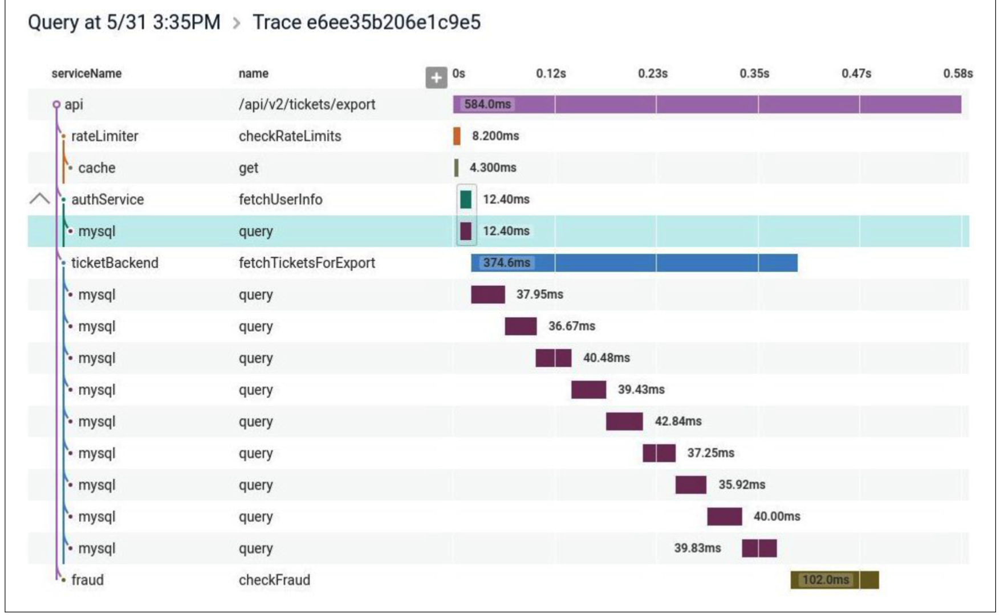 Query at 5/31 3:35PM > Trace e6ee35b206e1c9e5
serviceName name + 0s 0.12s 0.23s 0.35s 0.47s 0.58s
api /api/v2/tickets/export 584.0ms
rateLimiter checkRateLimits 8.200ms
cache get 4.300ms
authService fetchUserInfo 12.40ms
mysql query 12.40ms
ticketBackend fetchTicketsForExport 374.6ms
mysql query 37.95ms
mysql query 36.67ms
mysql query 40.48ms
mysql query 39.43ms
mysql query 42.84ms
mysql query 37.25ms
mysql query 35.92ms
mysql query 40.00ms
mysql query 39.83ms
fraud checkFraud 102.0ms